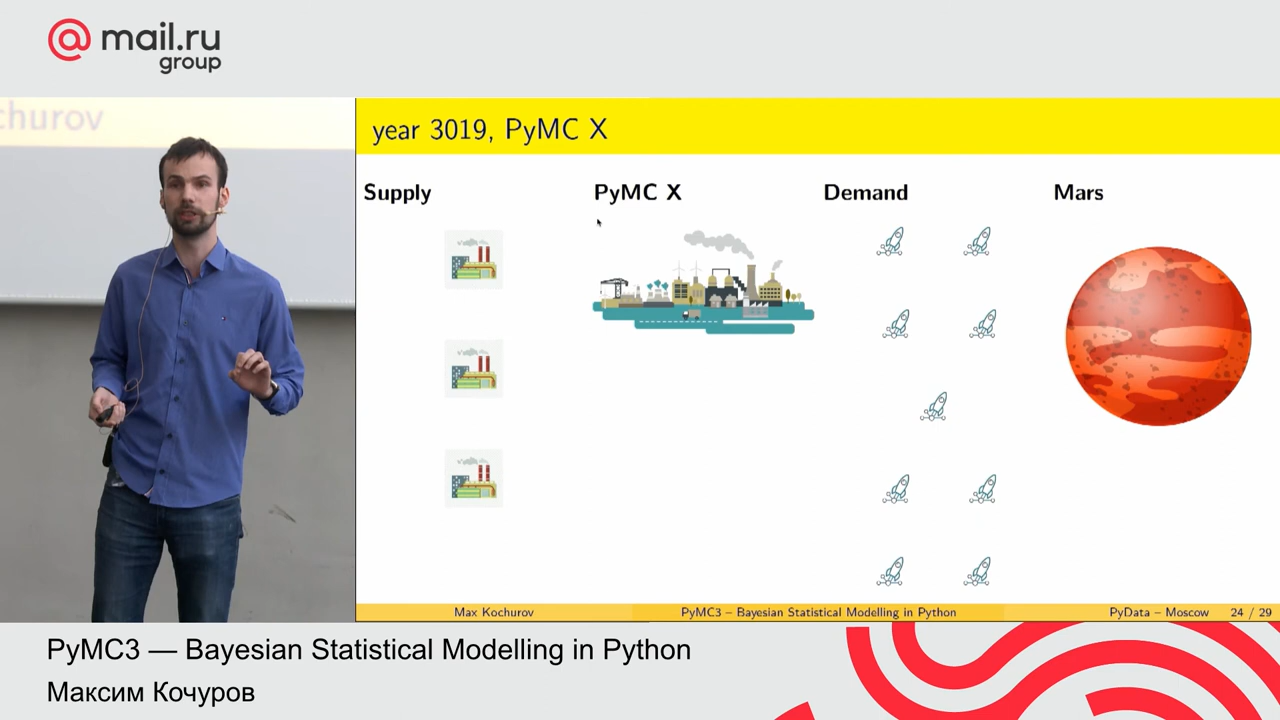 @ mail.ru
group
churov
year 3019, PyMC X
Supply PyMC X Demand Mars
Max Kochurov PyMC3 – Bayesian Statistical Modelling in Python PyData – Moscow 24 / 29
PyMC3 — Bayesian Statistical Modelling in Python
Максим Кочуров